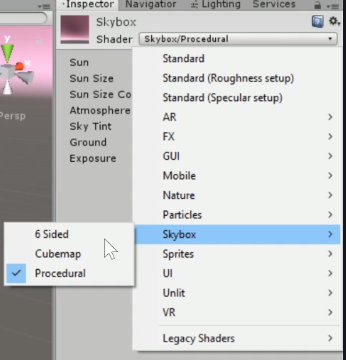 Inspector Navigator Lighting Services
Skybox
Shader Skybox/Procedural
y
Persp
Sun
Sun Size
Sun Size Co
Atmosphere
Sky Tint
Ground
Exposure
Standard
Standard (Roughness setup)
Standard (Specular setup)
AR
FX
GUI
Mobile
Nature
Particles
Skybox
Sprites
UI
Unlit
VR
Legacy Shaders
6 Sided
Cubemap
Procedural